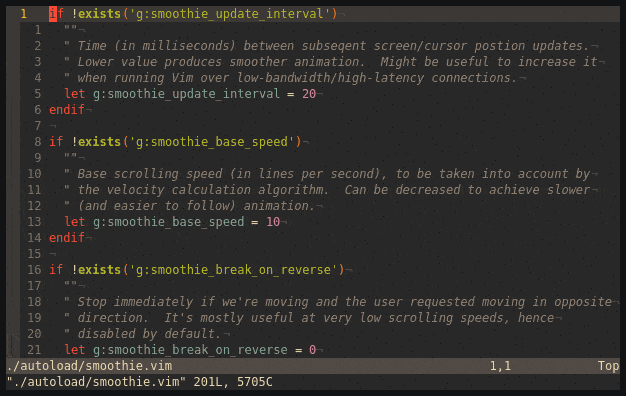 1 if !exists('g:smoothie_update_interval')¬
1 ""¬
2 " Time (in milliseconds) between subseqent screen/cursor postion updates.¬
3 " Lower value produces smoother animation.  Might be useful to increase it¬
4 " when running Vim over low-bandwidth/high-latency connections.¬
5 let g:smoothie_update_interval = 20¬
6 endif¬
7 ¬
8 if !exists('g:smoothie_base_speed')¬
9 ""¬
10 " Base scrolling speed (in lines per second), to be taken into account by¬
11 " the velocity calculation algorithm.  Can be decreased to achieve slower¬
12 " (and easier to follow) animation.¬
13 let g:smoothie_base_speed = 10¬
14 endif¬
15 ¬
16 if !exists('g:smoothie_break_on_reverse')¬
17 ""¬
18 " Stop immediately if we're moving and the user requested moving in opposite¬
19 " direction.  It's mostly useful at very low scrolling speeds, hence¬
20 " disabled by default.¬
21 let g:smoothie_break_on_reverse = 0¬
./autoload/smoothie.vim 1,1 Top
"./autoload/smoothie.vim" 201L, 5705C